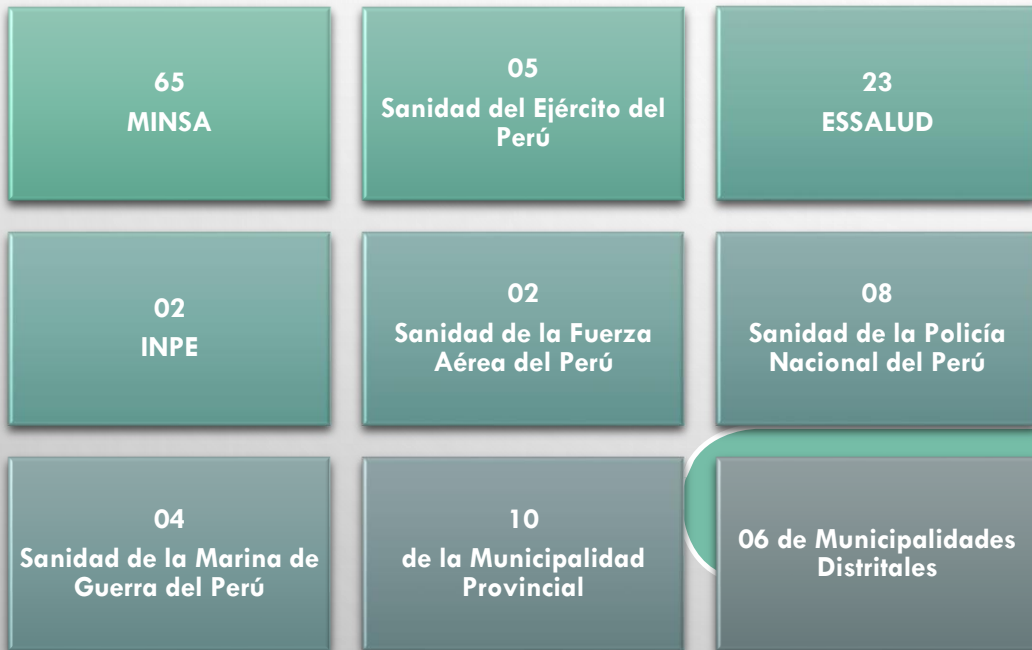 65
MINSA
05
Sanidad del Ejército del
Perú
23
ESSALUD
02
INPE
02
Sanidad de la Fuerza
Aérea del Perú
08
Sanidad de la Policía
Nacional del Perú
04
Sanidad de la Marina de
Guerra del Perú
10
de la Municipalidad
Provincial
06 de Municipalidades
Distritales